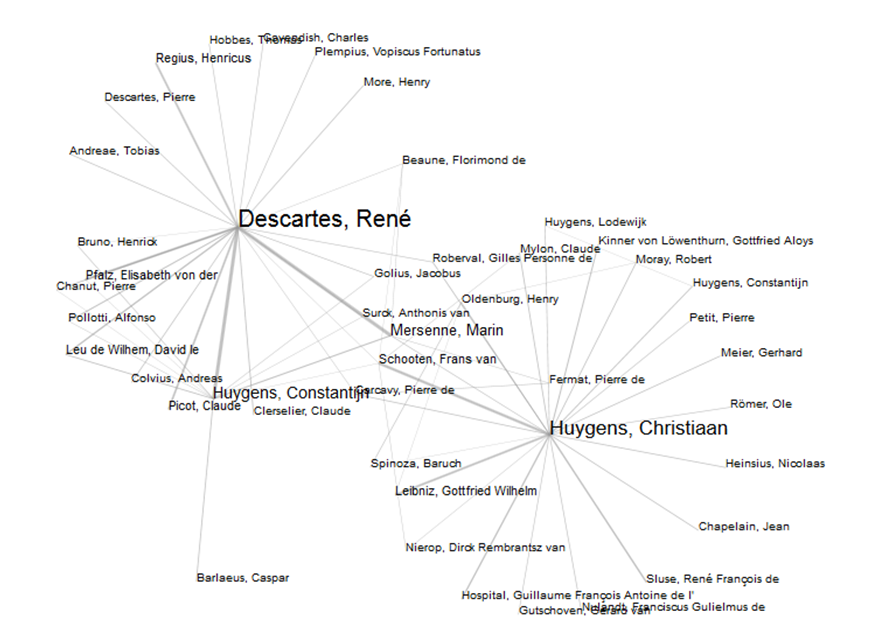 Hobbes, Thomas
Cavendish, Charles
Plempius, Vopiscus Fortunatus
Regius, Henricus
More, Henry
Descartes, Pierre
Andreae, Tobias
Beaune, Florimond de
Descartes, René
Huygens, Lodewijk
Bruno, Henrick
Kinner von Löwenthurn, Gottfried Aloys
Mylon, Claude
Roberval, Gilles Personne de
Moray, Robert
Pfalz, Elisabeth von der
Golius, Jacobus
Chanut, Pierre
Huygens, Constantijn
Oldenburg, Henry
Surck, Anthonis van
Pollotti, Alfonso
Petit, Pierre
Mersenne, Marin
Leu de Wilhem, David le
Meier, Gerhard
Schooten, Frans van
Colvius, Andreas
Fermat, Pierre de
Huygens, Constantijn
Carcavy, Pierre de
Picot, Claude
Clerselier, Claude
Römer, Ole
Huygens, Christiaan
Spinoza, Baruch
Heinsius, Nicolaas
Leibniz, Gottfried Wilhelm
Chapelain, Jean
Nierop, Dirck Rembrantsz van
Barlaeus, Caspar
Sluse, René François de
Hospital, Guillaume François Antoine de l'
Gutschoven, Gérard van
Nulandt, Franciscus Gulielmus de